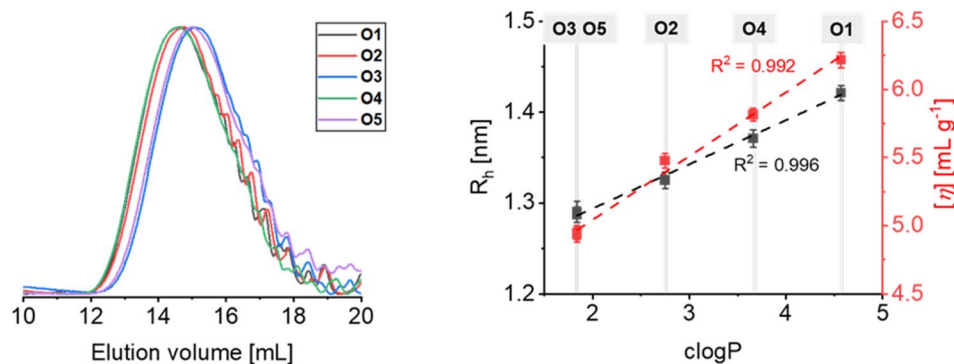 O1
O2
O3
O4
O5
10 12 14 16 18 20
Elution volume [mL]
O3 O5 O2 O4 O1
1.5
1.4
1.3
1.2
R_h [nm]
R² = 0.992
R² = 0.996
6.5
6.0
5.5
5.0
4.5
[η] [mL g⁻¹]
2 3 4 5
clogP